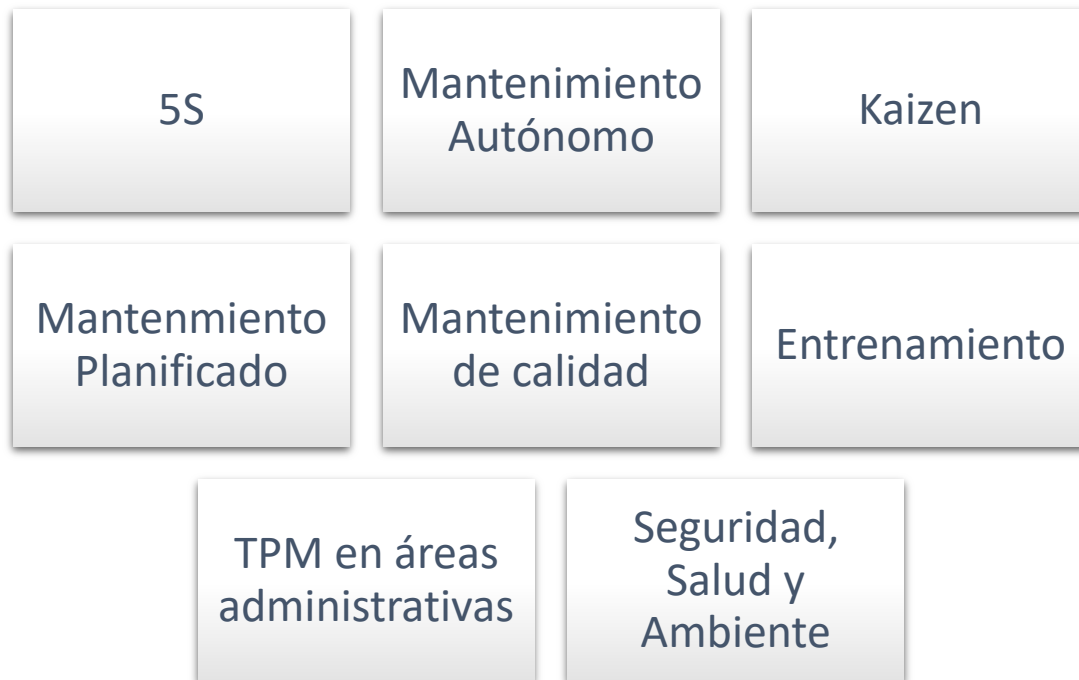 5S
Mantenimiento
Autónomo
Kaizen
Mantenmiento
Planificado
Mantenimiento
de calidad
Entrenamiento
TPM en áreas
administrativas
Seguridad,
Salud y
Ambiente